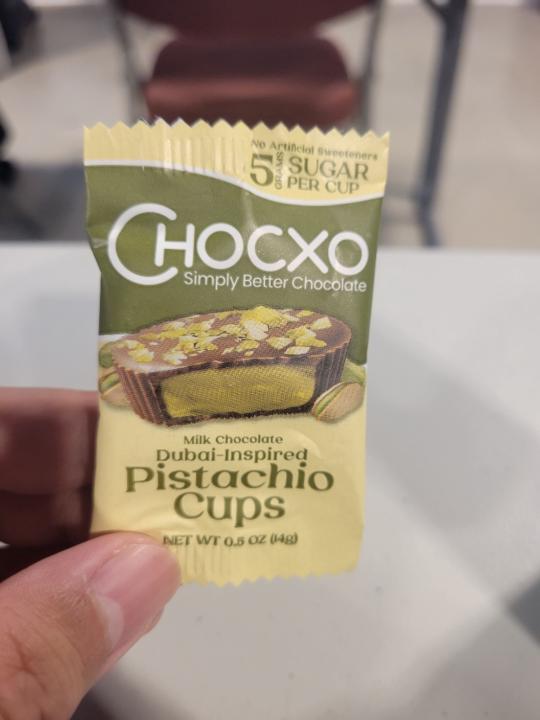 No Artificial Sweeteners
5 GRAMS SUGAR
PER CUP
CHOCXO
Simply Better Chocolate
Milk Chocolate
Dubai-Inspired
Pistachio
Cups
NET WT 0.5 OZ (14g)